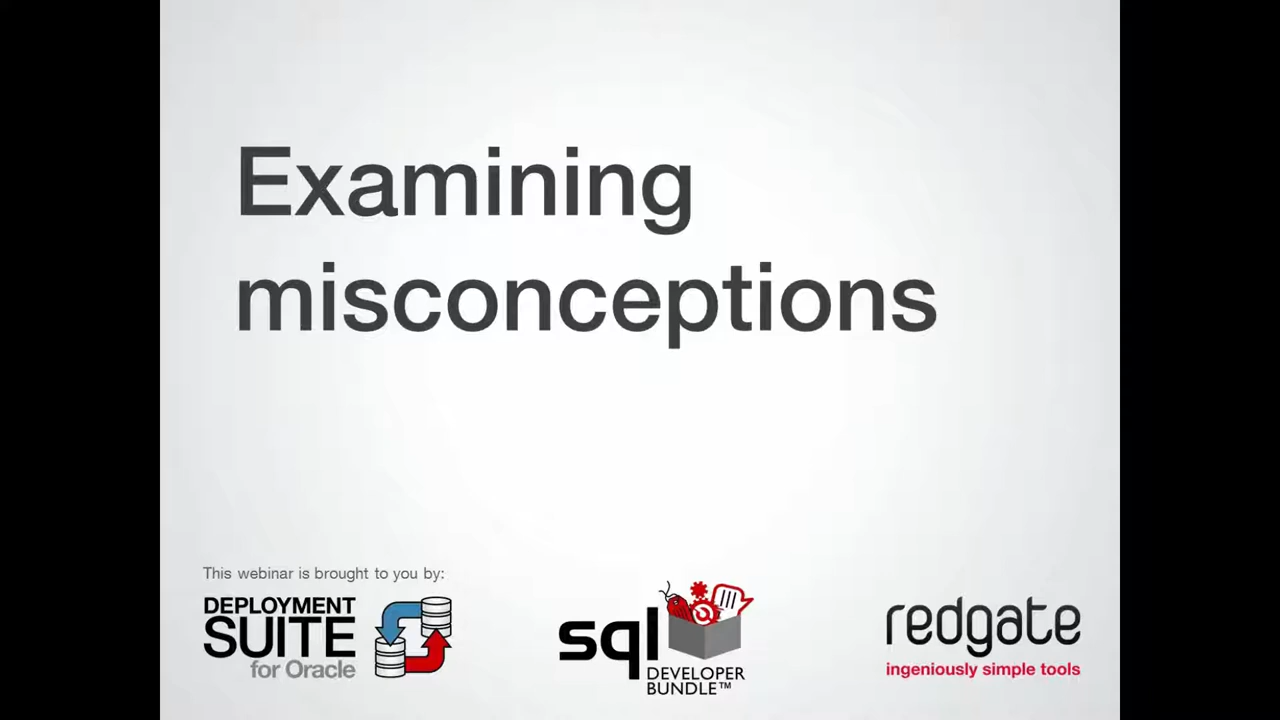 Examining
misconceptions
This webinar is brought to you by:
DEPLOYMENT
SUITE
for Oracle
sql
DEVELOPER
BUNDLE™
redgate
ingeniously simple tools